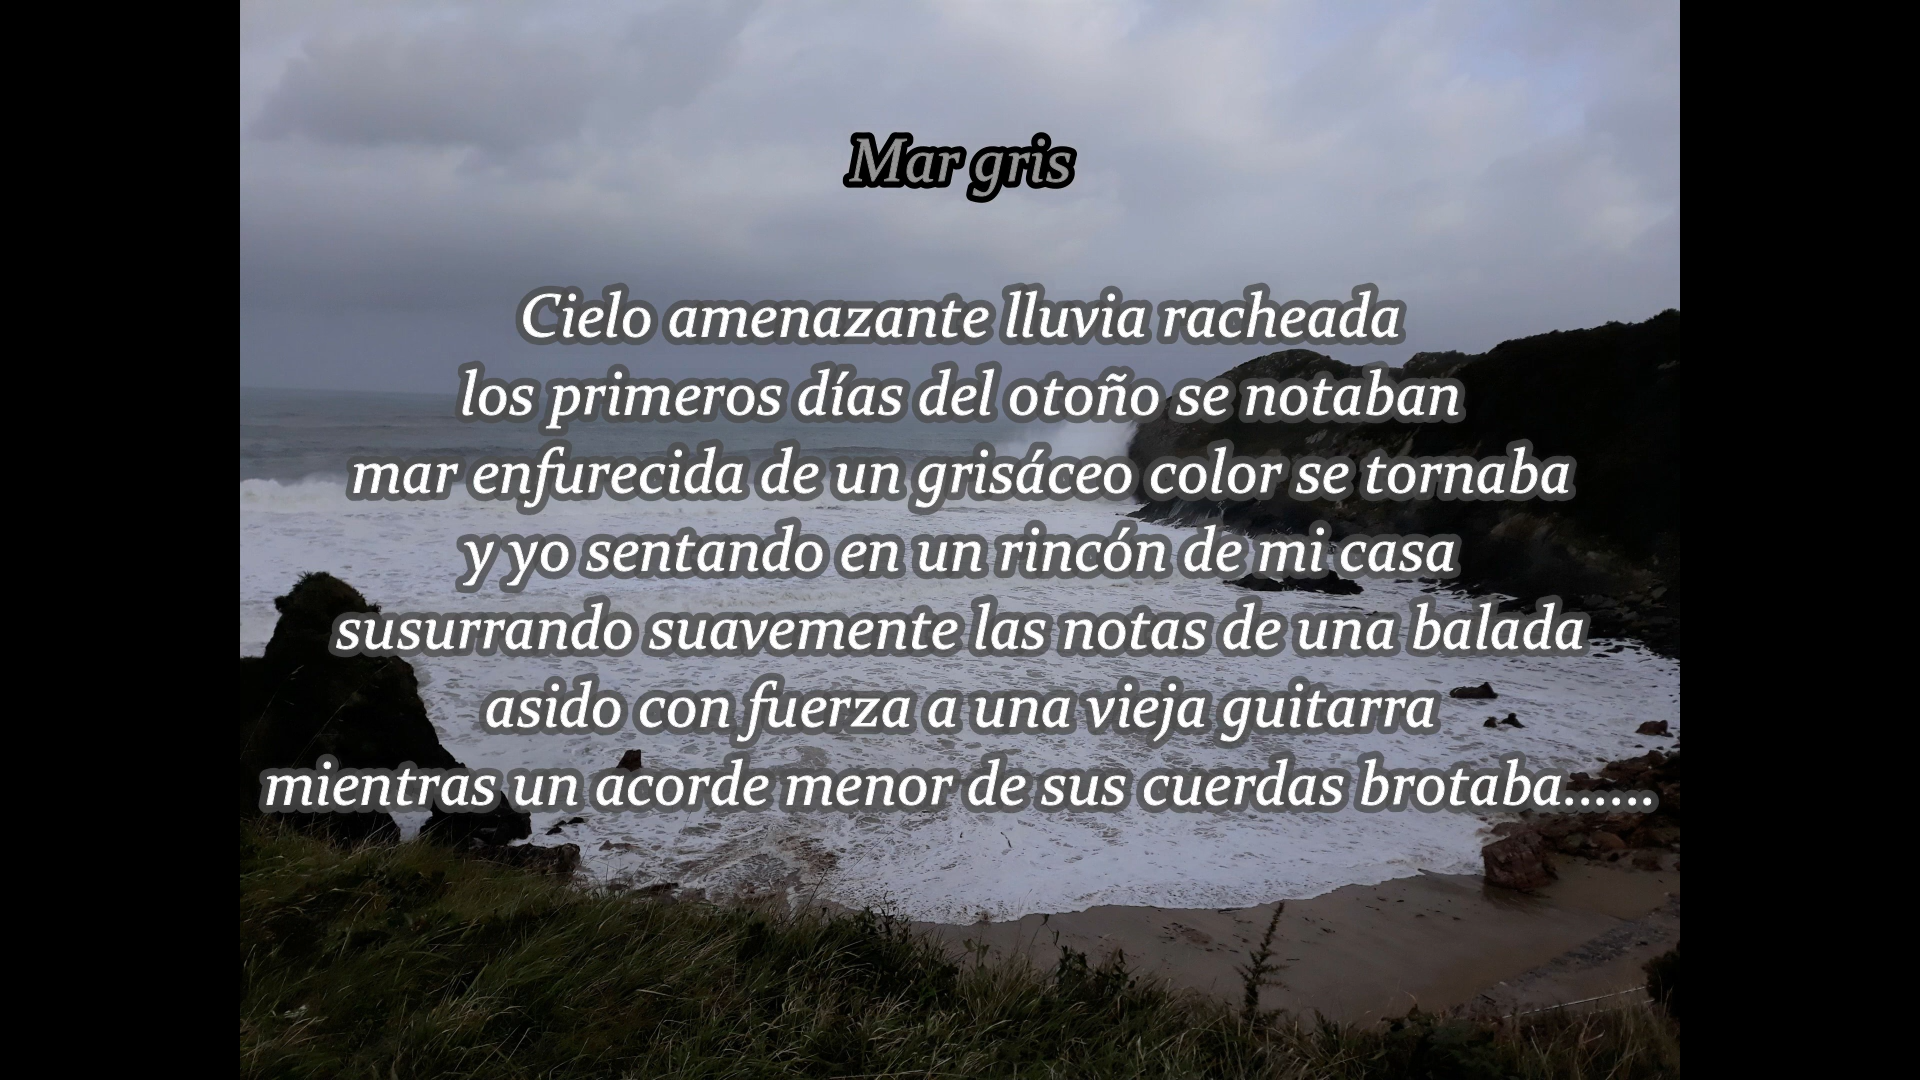 Mar gris
Cielo amenazante lluvia racheada
los primeros días del otoño se notaban
mar enfurecida de un grisáceo color se tornaba
y yo sentando en un rincón de mi casa
susurrando suavemente las notas de una balada
asido con fuerza a una vieja guitarra
mientras un acorde menor de sus cuerdas brotaba......